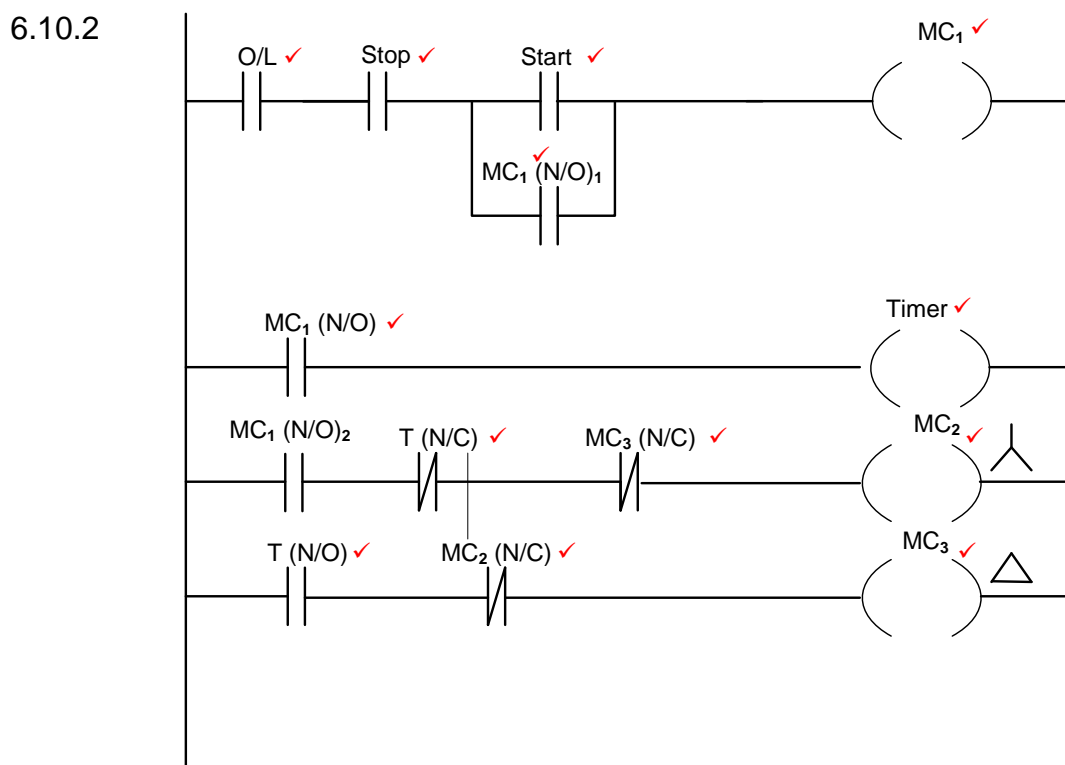 6.10.2
MC₁ ✓
O/L ✓ Stop ✓ Start ✓
MC₁ (N/O)₁ ✓
MC₁ (N/O) ✓ Timer ✓
MC₁ (N/O)₂ T (N/C) ✓ MC₃ (N/C) ✓ MC₂ ✓
T (N/O) ✓ MC₂ (N/C) ✓ MC₃ ✓